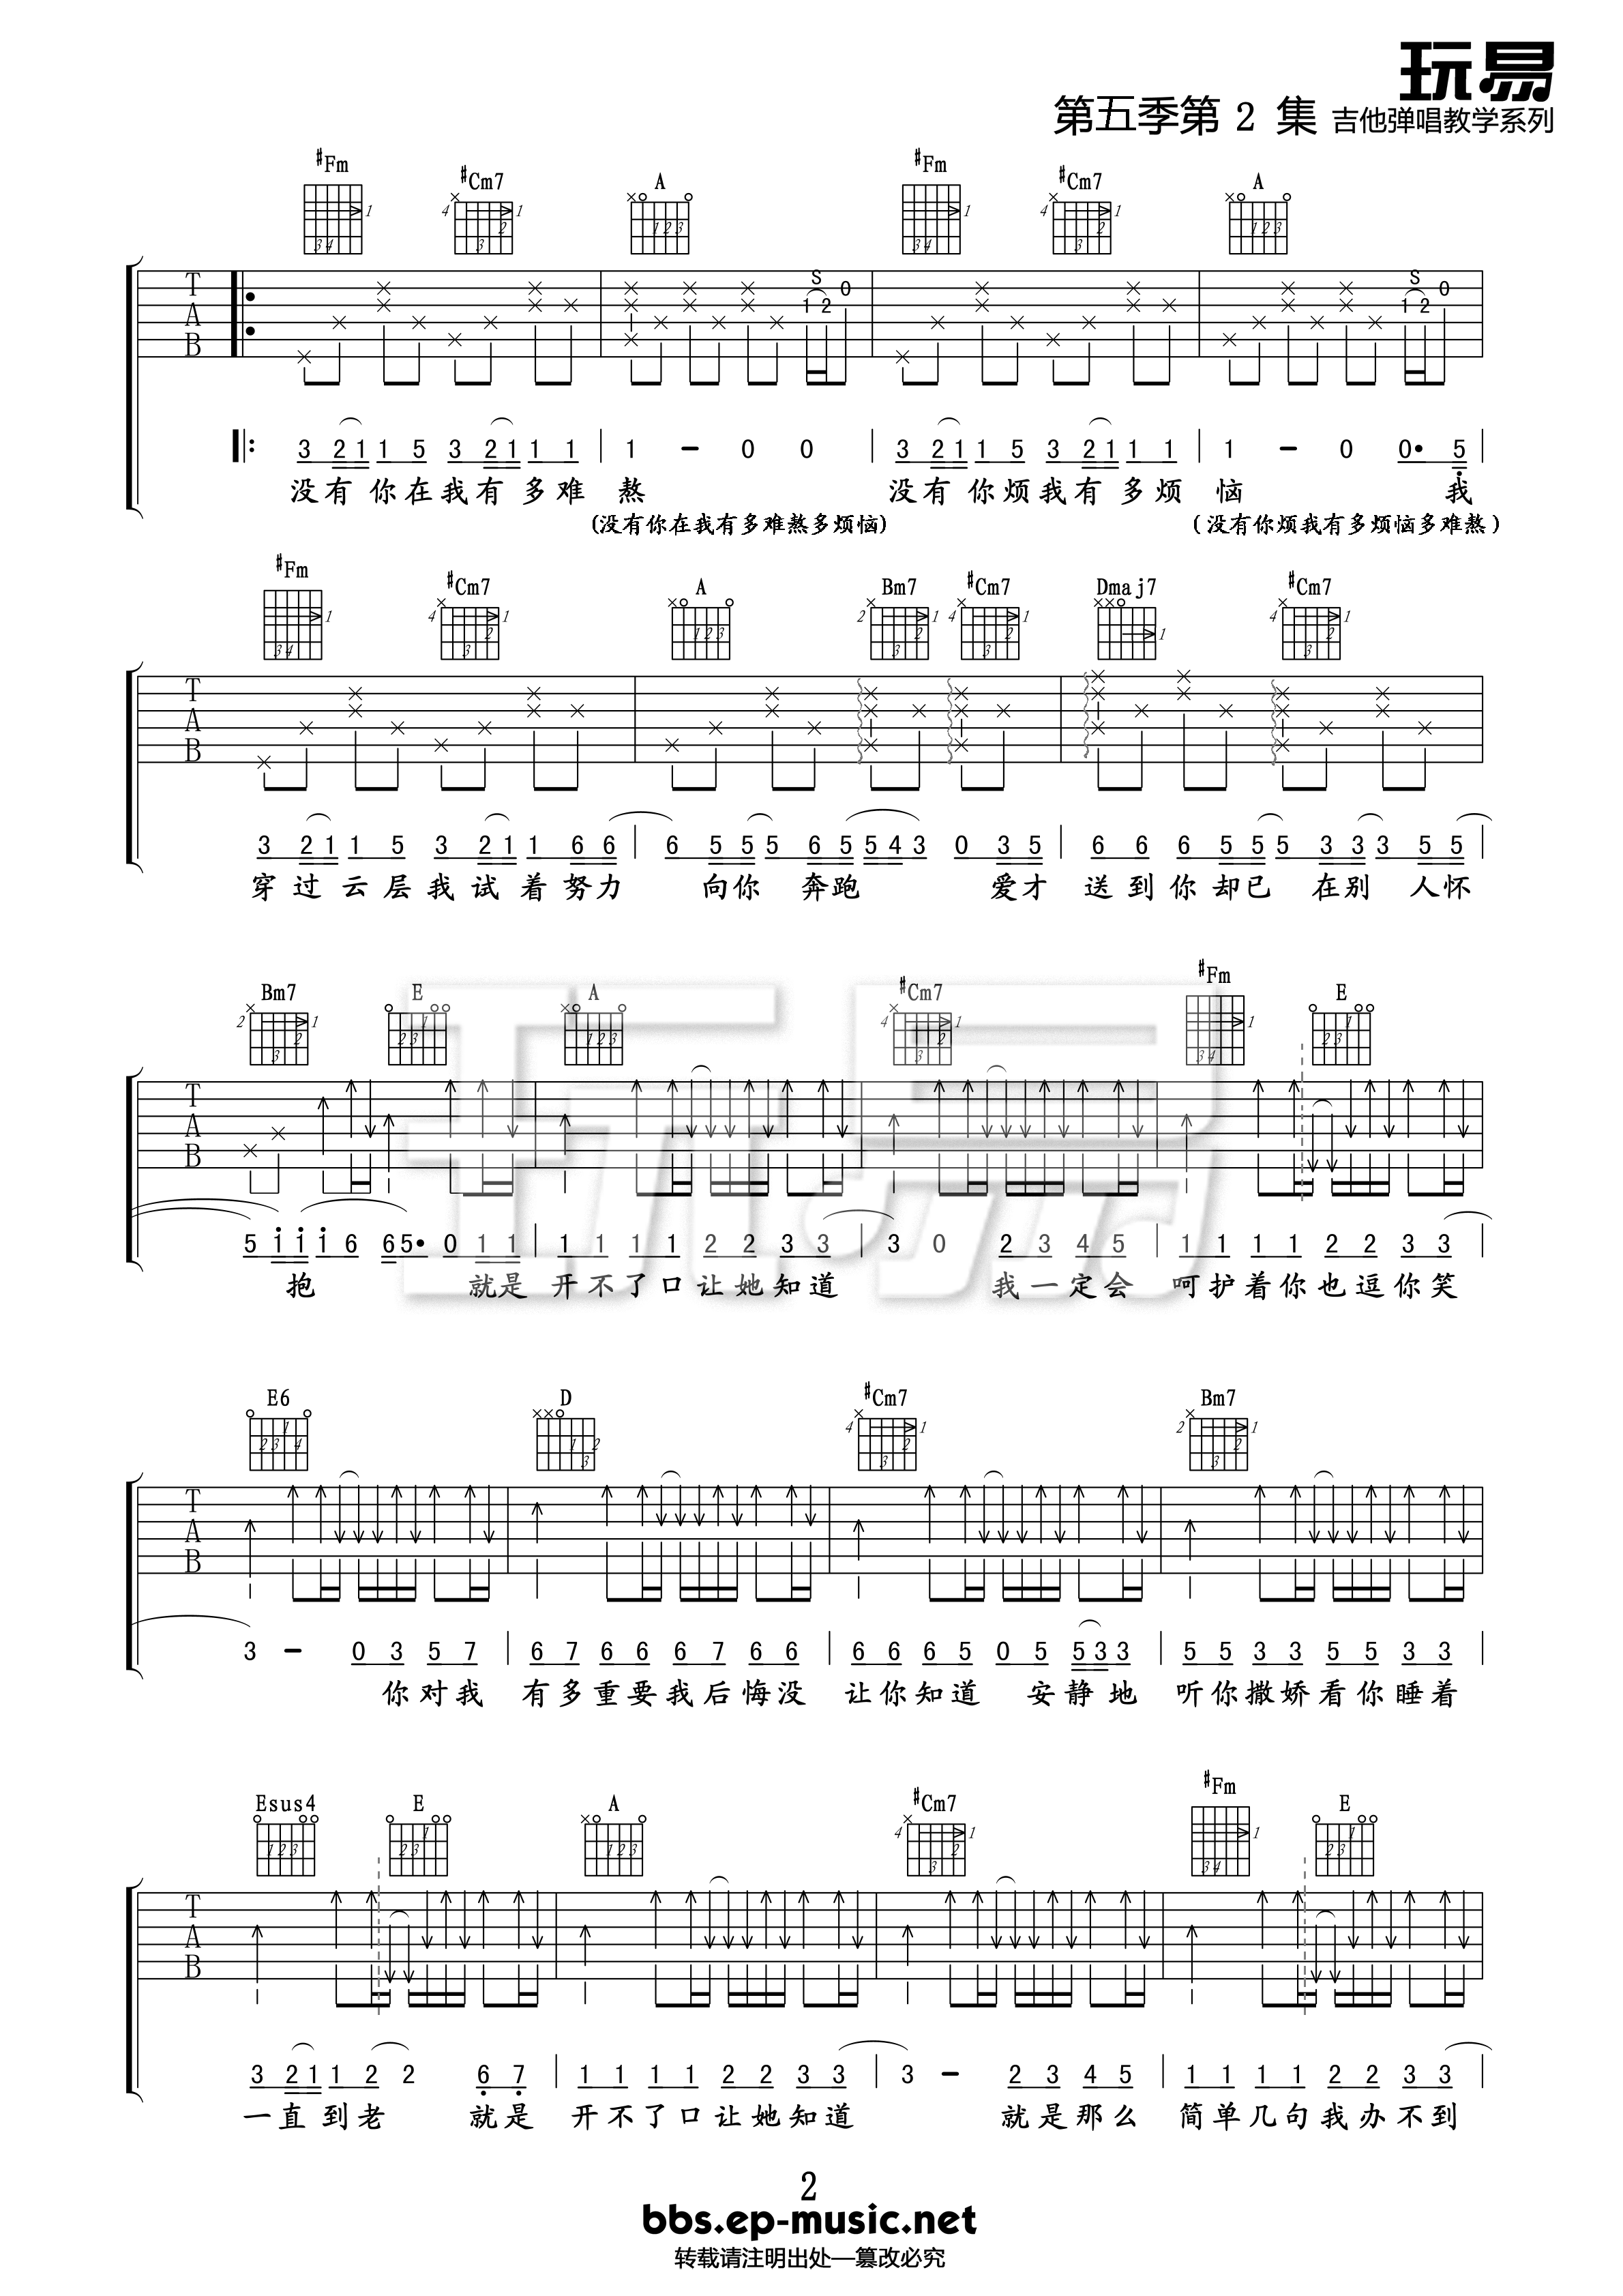 玩易
第五季第 2 集 吉他弹唱教学系列
#Fm #Cm7 A #Fm #Cm7 A
4 1 1 2 3 4 1 2 3 4 1 1 2 3 4 1 2 3
S S
1 2 0 1 2 0
T A B
3 2 1 1 5 3 2 1 1 1 | 1 - 0 0 | 3 2 1 1 5 3 2 1 1 1 | 1 - 0 0• 5
没有 你在我有 多难 熬 没有 你烦我有 多烦 恼 我
(没有你在我有多难熬多烦恼) (没有你烦我有多烦恼多难熬)
#Fm #Cm7 A Bm7 #Cm7 Dmaj7 #Cm7
T A B
3 2 1 1 5 3 2 1 1 6 6 | 6 5 5 5 6 5 5 4 3 0 3 5 | 6 6 6 5 5 5 3 3 3 5 5
穿过云层我试着努力 向你 奔跑 爱才 送到你却已 在别 人怀
Bm7 E A #Cm7 #Fm E
T A B
5 i i i 6 6 5• 0 1 1 | 1 1 1 1 2 2 3 3 | 3 0 2 3 4 5 | 1 1 1 1 2 2 3 3
抱 就是 开不了口让她知道 我一定会 呵护着你也逗你笑
E6 D #Cm7 Bm7
T A B
3 - 0 3 5 7 | 6 7 6 6 6 7 6 6 | 6 6 6 5 0 5 5 3 3 | 5 5 3 3 5 5 3 3
你对我 有多重要我后悔没 让你知道 安静地 听你撒娇看你睡着
Esus4 E A #Cm7 #Fm E
T A B
3 2 1 1 2 2 6 7 | 1 1 1 1 2 2 3 3 | 3 - 2 3 4 5 | 1 1 1 1 2 2 3 3
一直到老 就是 开不了口让她知道 就是那么 简单几句我办不到
2
bbs.ep-music.net
转载请注明出处—篡改必究